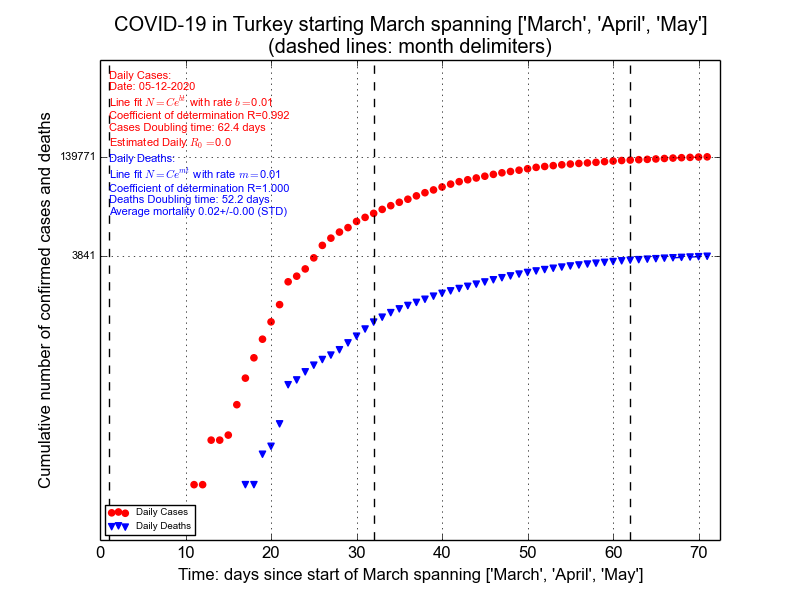 COVID-19 in Turkey starting March spanning ['March', 'April', 'May']
(dashed lines: month delimiters)
Daily Cases:
Date: 05-12-2020
Line fit N = Ce^{bt} with rate b =0.01
Coefficient of determination R=0.992
Cases Doubling time: 62.4 days
Estimated Daily R_0 =0.0
Daily Deaths:
Line fit N = Ce^{mt} with rate m =0.01
Coefficient of determination R=1.000
Deaths Doubling time: 52.2 days
Average mortality 0.02+/-0.00 (STD)
139771
3841
Cumulative number of confirmed cases and deaths
Daily Cases
Daily Deaths
0 10 20 30 40 50 60 70
Time: days since start of March spanning ['March', 'April', 'May']